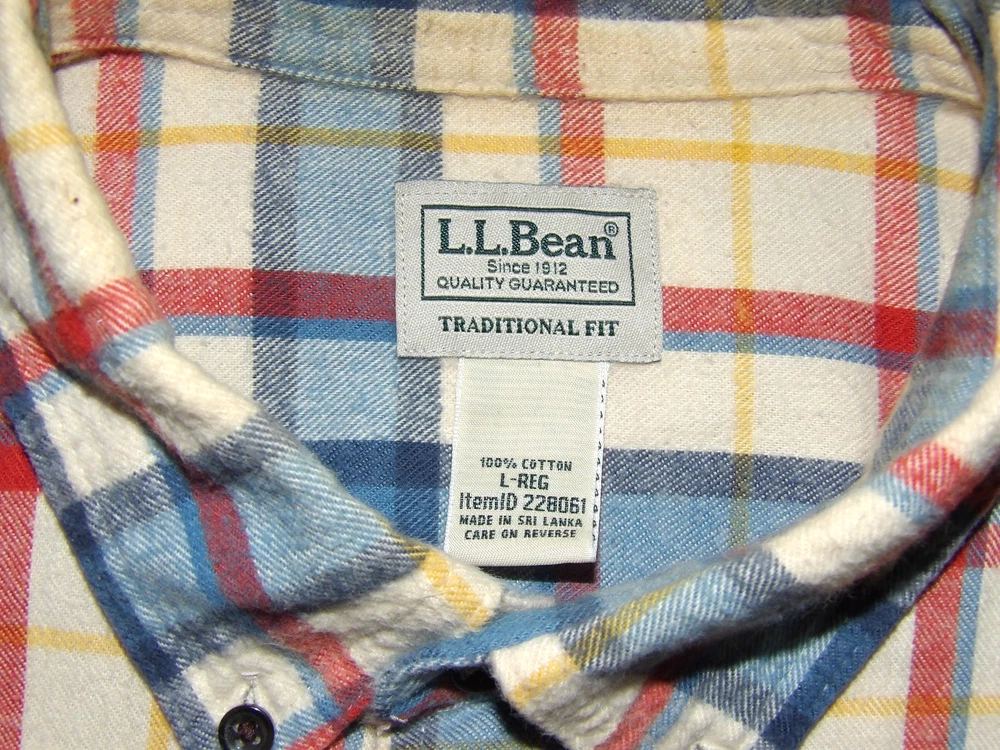 L.L.Bean®
Since 1912
QUALITY GUARANTEED
TRADITIONAL FIT
100% COTTON
L-REG
ItemID 228061
MADE IN SRI LANKA
CARE ON REVERSE